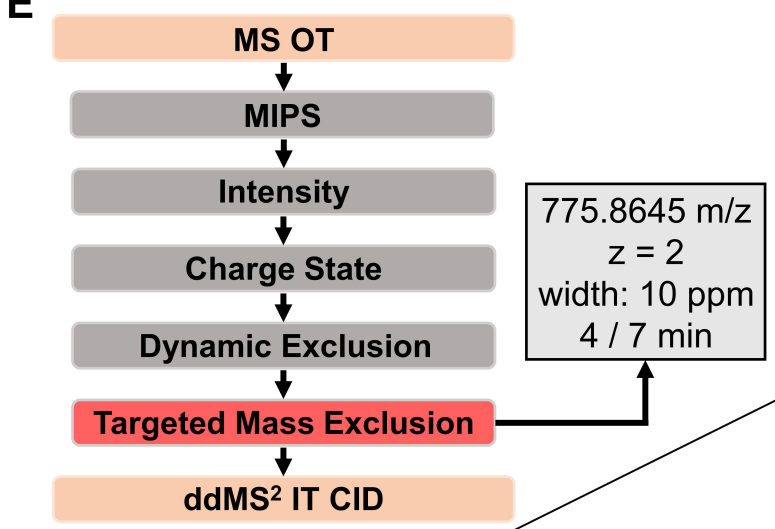 E
MS OT
MIPS
Intensity
Charge State
Dynamic Exclusion
Targeted Mass Exclusion
ddMS² IT CID
775.8645 m/z
z = 2
width: 10 ppm
4 / 7 min